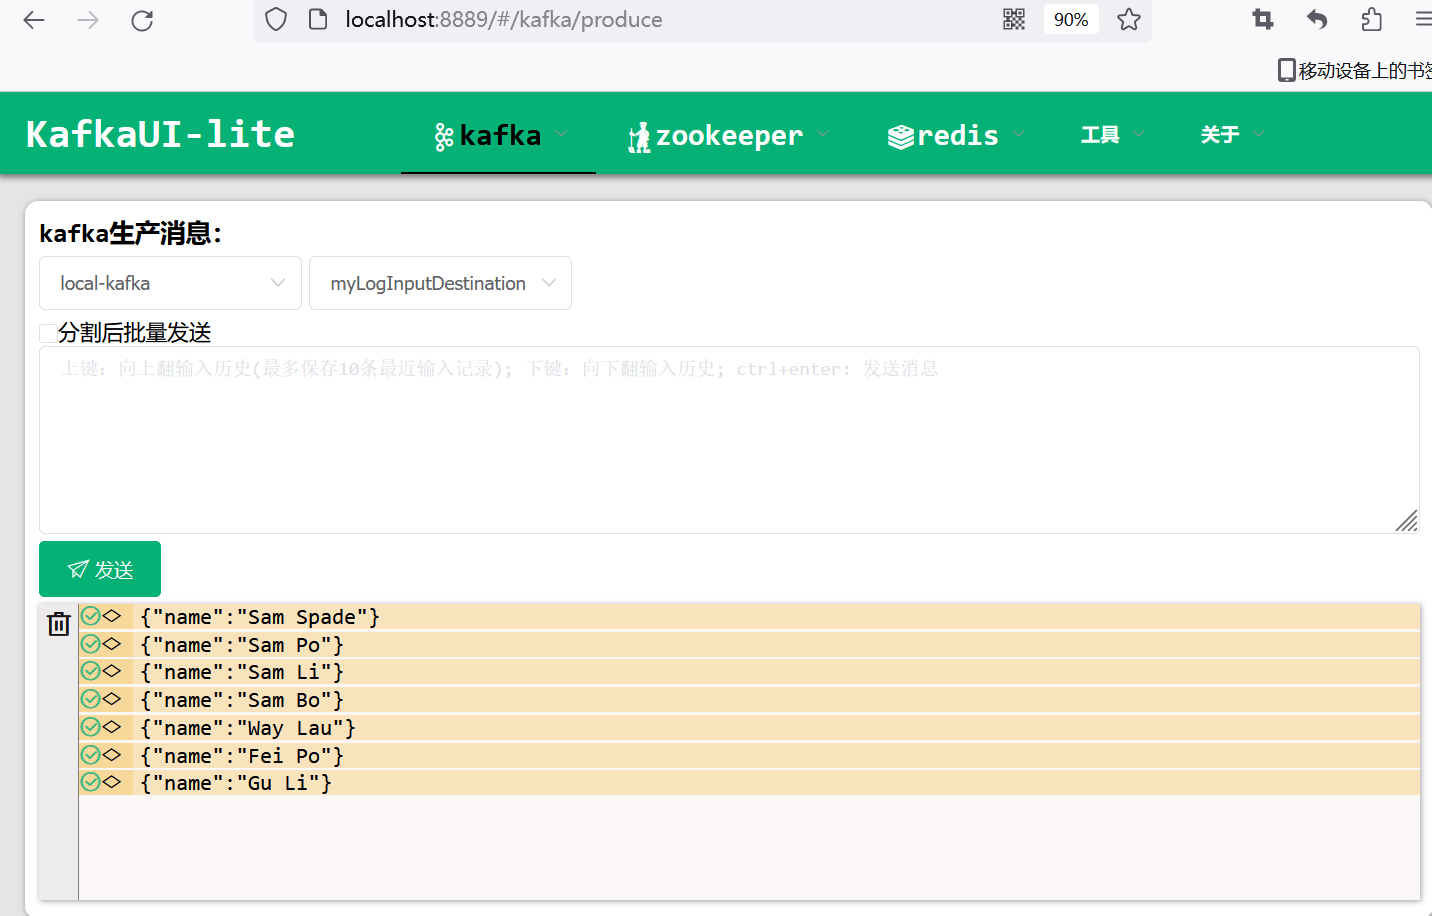 localhost:8889/#/kafka/produce
90%
移动设备上的书签
KafkaUI-lite
kafka
zookeeper
redis
工具
关于
kafka生产消息：
local-kafka
myLogInputDestination
分割后批量发送
上键：向上翻输入历史(最多保存10条最近输入记录)；下键：向下翻输入历史；ctrl+enter: 发送消息
发送
{"name":"Sam Spade"}
{"name":"Sam Po"}
{"name":"Sam Li"}
{"name":"Sam Bo"}
{"name":"Way Lau"}
{"name":"Fei Po"}
{"name":"Gu Li"}